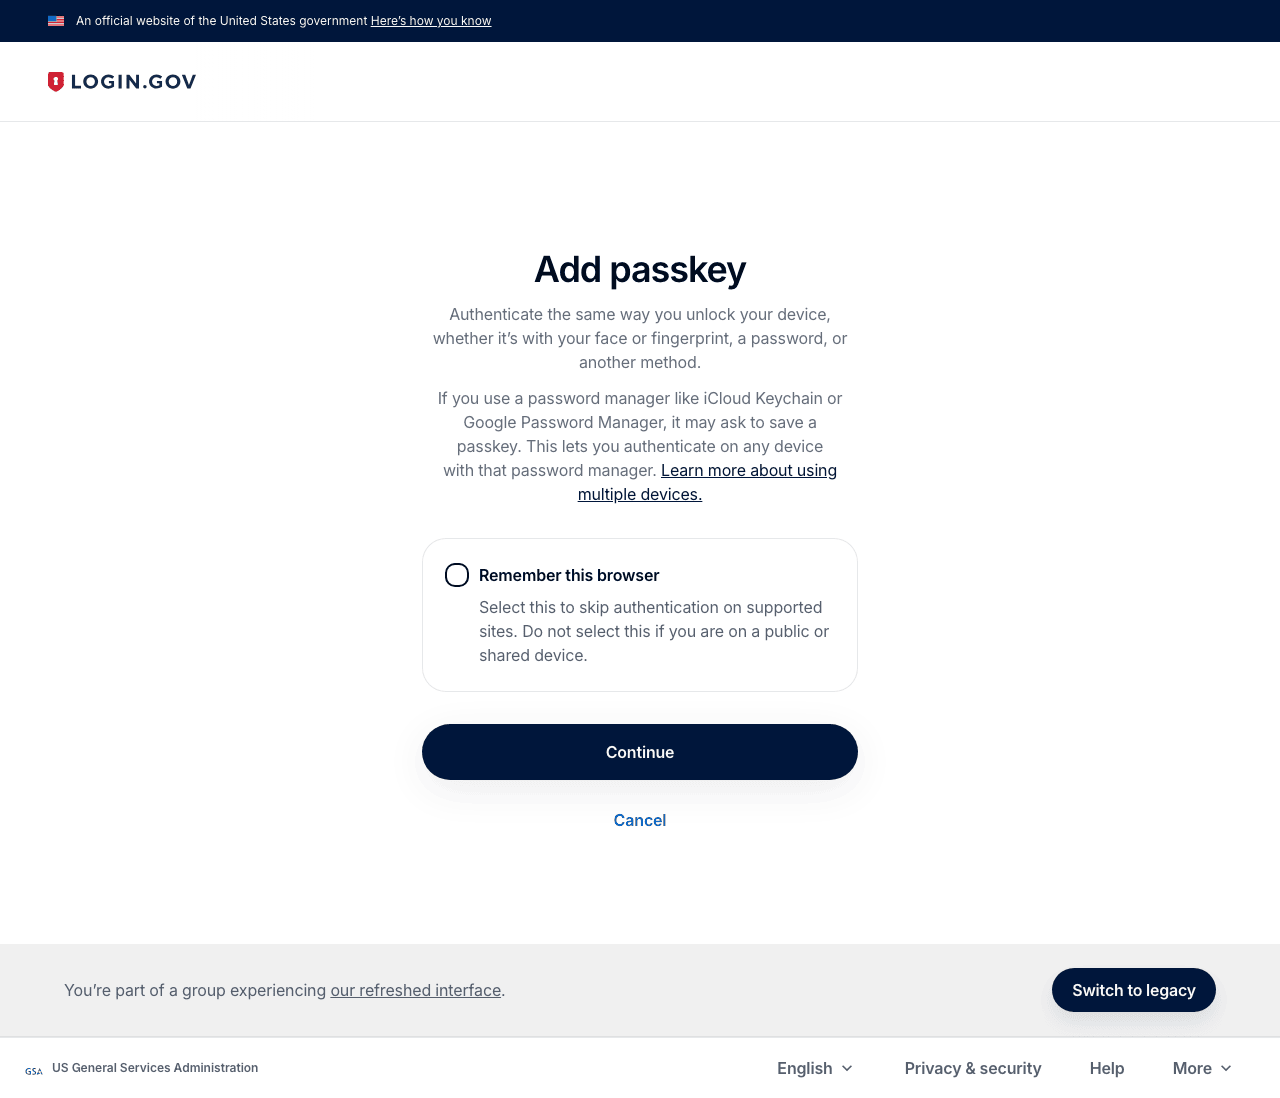 An official website of the United States government Here’s how you know
LOGIN.GOV
Add passkey
Authenticate the same way you unlock your device,
whether it’s with your face or fingerprint, a password, or
another method.
If you use a password manager like iCloud Keychain or
Google Password Manager, it may ask to save a
passkey. This lets you authenticate on any device
with that password manager. Learn more about using
multiple devices.
Remember this browser
Select this to skip authentication on supported
sites. Do not select this if you are on a public or
shared device.
Continue
Cancel
You’re part of a group experiencing our refreshed interface.
Switch to legacy
GSA US General Services Administration
English
Privacy & security
Help
More